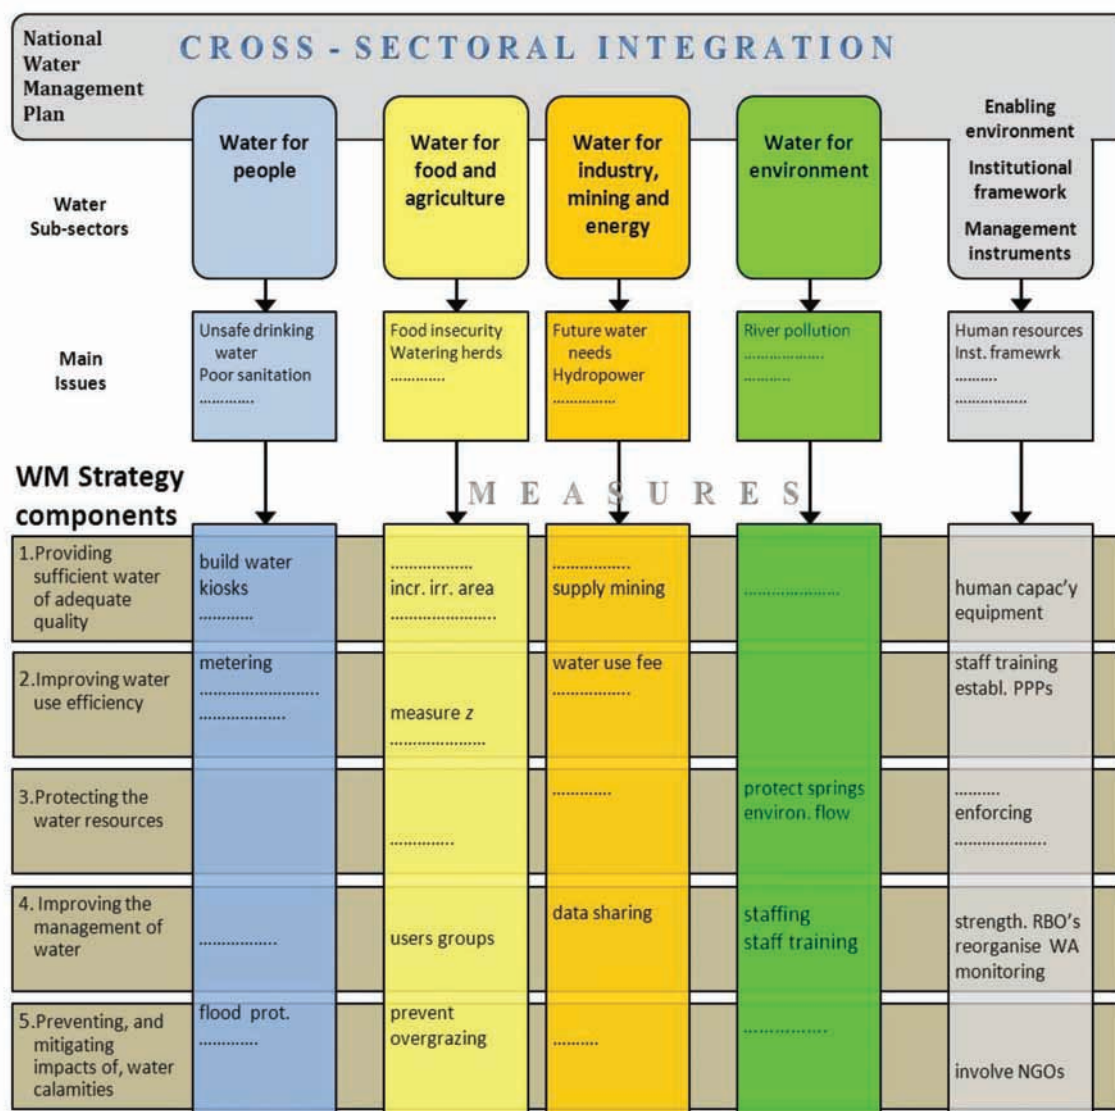 National
Water
Management
Plan
CROSS - SECTORAL INTEGRATION
Water
Sub-sectors
Water for
people
Water for
food and
agriculture
Water for
industry,
mining and
energy
Water for
environment
Enabling
environment
Institutional
framework
Management
instruments
Main
Issues
Unsafe drinking
water
Poor sanitation
.............
Food insecurity
Watering herds
.............
Future water
needs
Hydropower
...............
River pollution
....................
............
Human resources
Inst. framewrk
..........
..................
WM Strategy
components
MEASURES
1.Providing
sufficient water
of adequate
quality
build water
kiosks
.............
....................
incr. irr. area
..........................
...................
supply mining
........................
human capac'y
equipment
2.Improving water
use efficiency
metering
..............................
.....................
measure z
.......................
water use fee
...................
staff training
establ. PPPs
3.Protecting the
water resources
...............
..............
protect springs
environ. flow
..........
enforcing
......................
4. Improving the
management of
water
...................
users groups
data sharing
staffing
staff training
strength. RBO's
reorganise WA
monitoring
5.Preventing, and
mitigating
impacts of, water
calamities
flood prot.
..............
prevent
overgrazing
...........
....................
involve NGOs